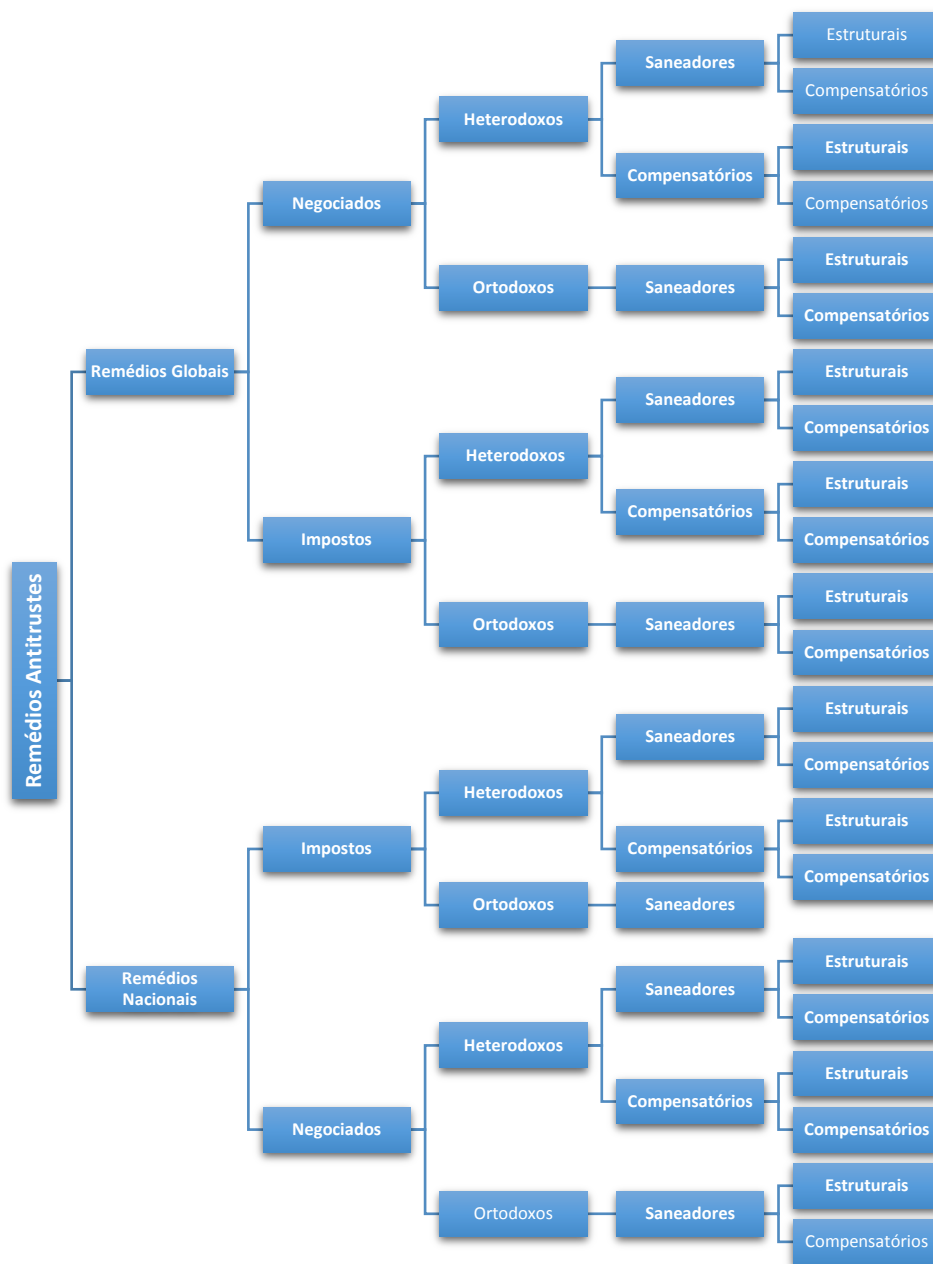 Remédios Antitrustes
Remédios Globais
Negociados
Heterodoxos
Saneadores
Estruturais
Compensatórios
Compensatórios
Estruturais
Compensatórios
Ortodoxos
Saneadores
Estruturais
Compensatórios
Impostos
Heterodoxos
Saneadores
Estruturais
Compensatórios
Compensatórios
Estruturais
Compensatórios
Ortodoxos
Saneadores
Estruturais
Compensatórios
Remédios
Nacionais
Impostos
Heterodoxos
Saneadores
Estruturais
Compensatórios
Compensatórios
Estruturais
Compensatórios
Ortodoxos
Saneadores
Negociados
Heterodoxos
Saneadores
Estruturais
Compensatórios
Compensatórios
Estruturais
Compensatórios
Ortodoxos
Saneadores
Estruturais
Compensatórios